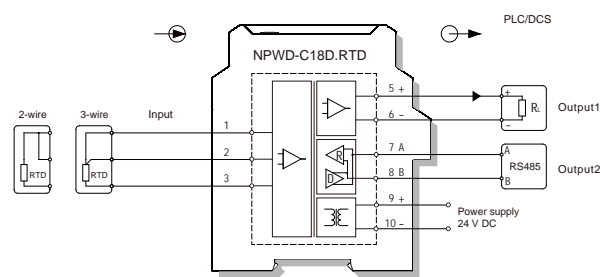 PLC/DCS
NPWD-C18D.RTD
2-wire
3-wire
Input
RTD
RTD
1
2
3
5 +
6 -
7 A
8 B
9 +
10 -
R
D
+
RL
-
Output1
A
RS485
B
Output2
Power supply
24 V DC